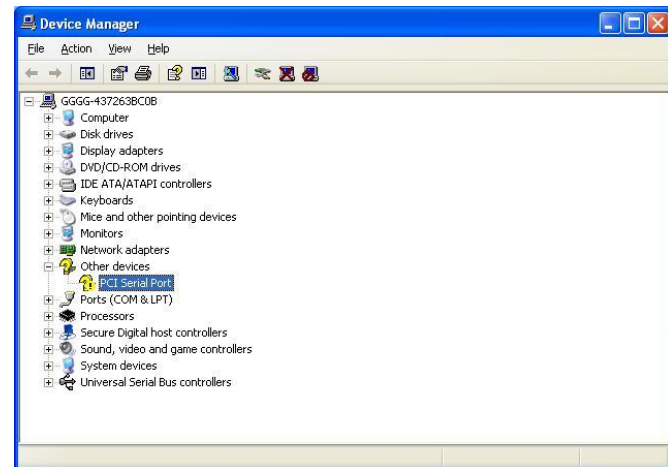 Device Manager
File Action View Help
GGGG-437263BC0B
Computer
Disk drives
Display adapters
DVD/CD-ROM drives
IDE ATA/ATAPI controllers
Keyboards
Mice and other pointing devices
Monitors
Network adapters
Other devices
PCI Serial Port
Ports (COM & LPT)
Processors
Secure Digital host controllers
Sound, video and game controllers
System devices
Universal Serial Bus controllers